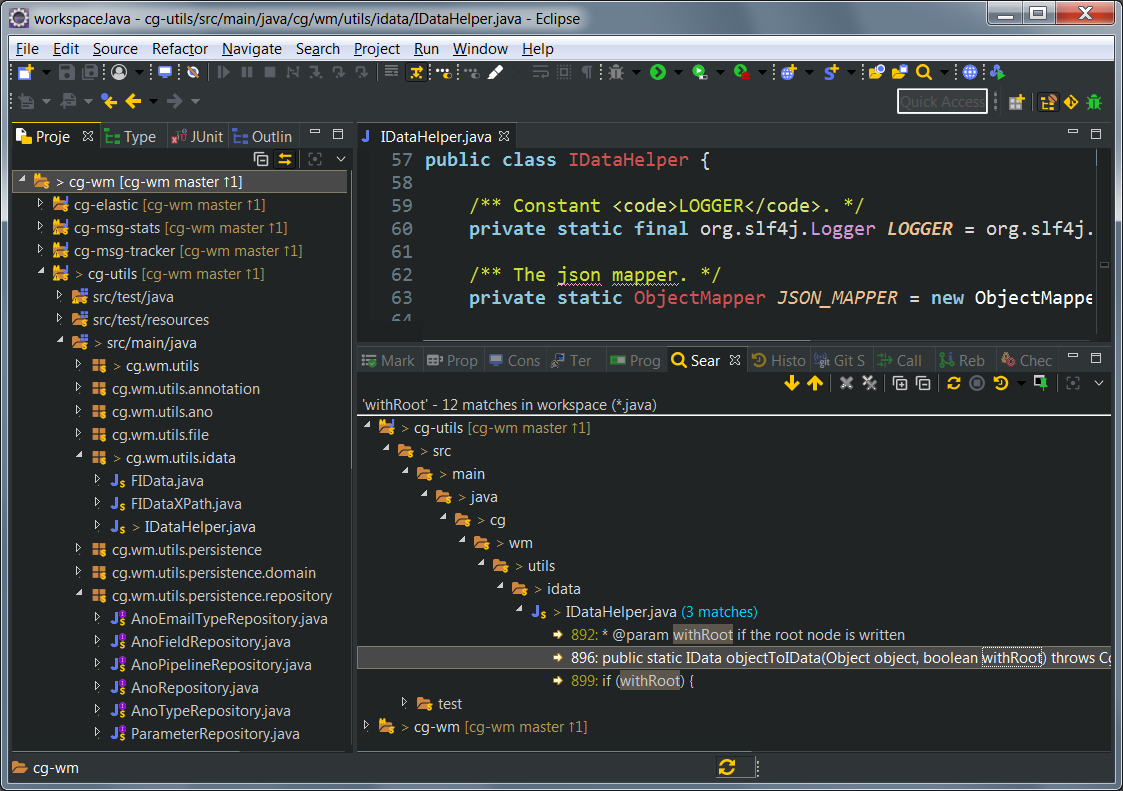 workspaceJava - cg-utils/src/main/java/cg/wm/utils/idata/IDataHelper.java - Eclipse
File Edit Source Refactor Navigate Search Project Run Window Help
Quick Access
Proje Type JUnit Outlin
> cg-wm [cg-wm master ↑1]
cg-elastic [cg-wm master ↑1]
cg-msg-stats [cg-wm master ↑1]
cg-msg-tracker [cg-wm master ↑1]
> cg-utils [cg-wm master ↑1]
src/test/java
src/test/resources
> src/main/java
> cg.wm.utils
cg.wm.utils.annotation
cg.wm.utils.ano
cg.wm.utils.file
> cg.wm.utils.idata
FIData.java
FIDataXPath.java
> IDataHelper.java
cg.wm.utils.persistence
cg.wm.utils.persistence.domain
cg.wm.utils.persistence.repository
AnoEmailTypeRepository.java
AnoFieldRepository.java
AnoPipelineRepository.java
AnoRepository.java
AnoTypeRepository.java
ParameterRepository.java
IDataHelper.java
57 public class IDataHelper {
58
59 /** Constant <code>LOGGER</code>. */
60 private static final org.slf4j.Logger LOGGER = org.slf4j.
61
62 /** The json mapper. */
63 private static ObjectMapper JSON_MAPPER = new ObjectMappe
64
Mark Prop Cons Ter Prog Sear Histo Git S Call Reb Chec
'withRoot' - 12 matches in workspace (*.java)
> cg-utils [cg-wm master ↑1]
> src
> main
> java
> cg
> wm
> utils
> idata
> IDataHelper.java (3 matches)
892: * @param withRoot if the root node is written
896: public static IData objectToIData(Object object, boolean withRoot) throws Cg
899: if (withRoot) {
test
> cg-wm [cg-wm master ↑1]
cg-wm